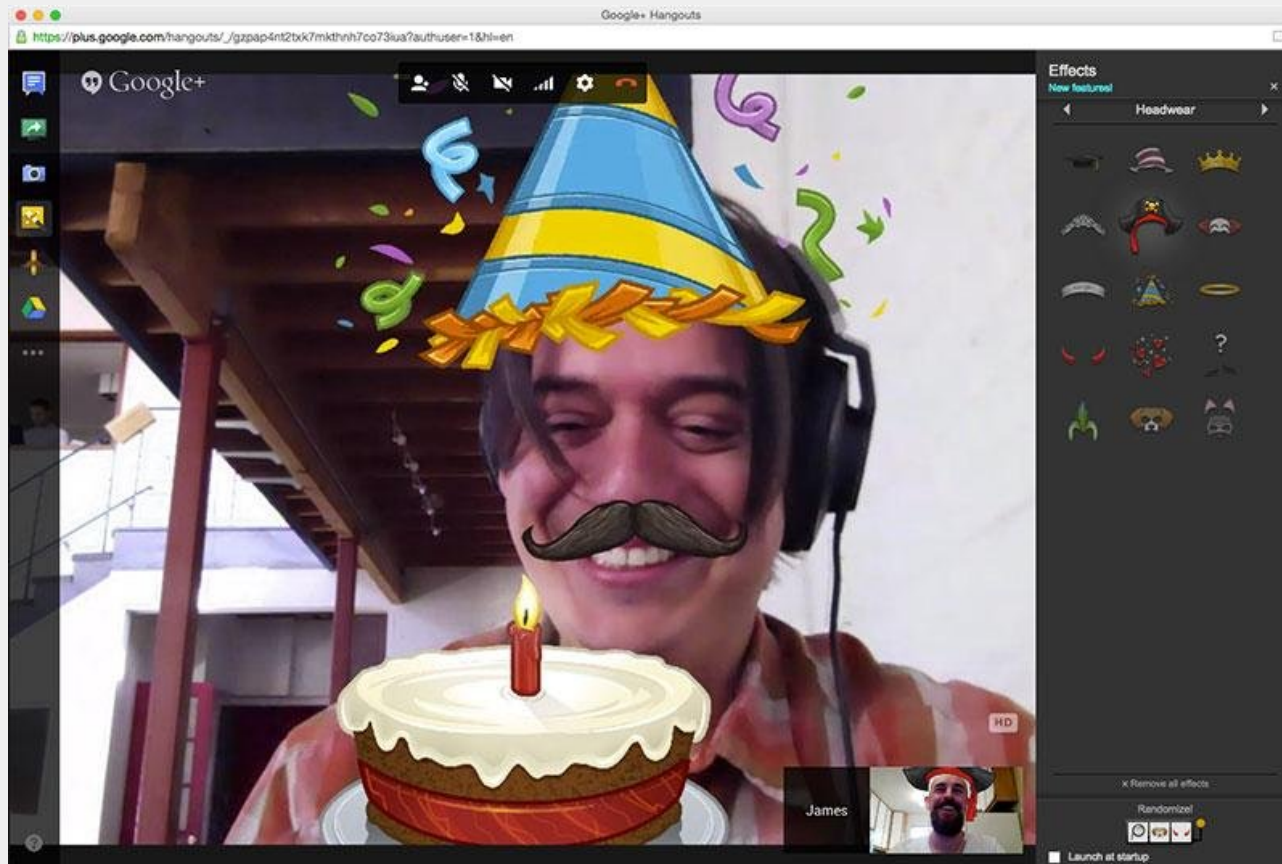 Google+ Hangouts
https://plus.google.com/hangouts/_/gzpap4nt2txk7mkthnh7co73iua?authuser=1&hl=en
Google+
Effects
New features!
×
Headwear
?
HD
James
× Remove all effects
Randomize!
Launch at startup
?